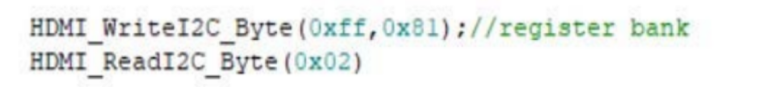 HDMI_WriteI2C_Byte(0xff,0x81);//register bank
HDMI_ReadI2C_Byte(0x02)